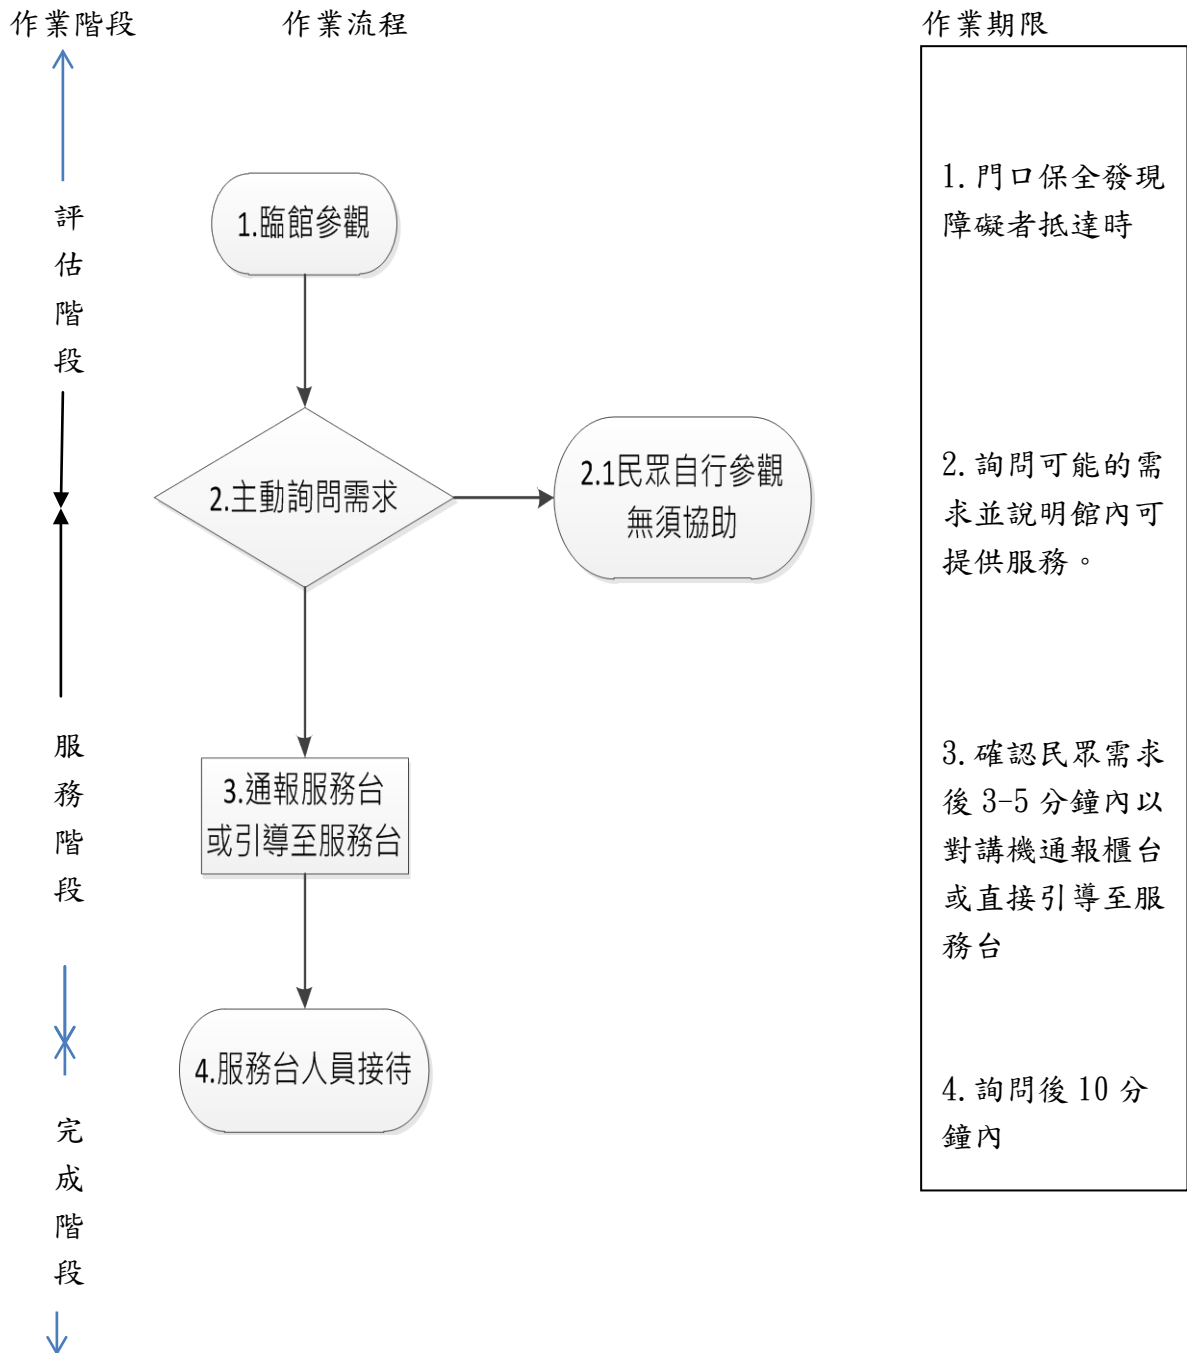 作業階段
作業流程
作業期限
評
估
階
段
服
務
階
段
完
成
階
段
1.臨館參觀
2.主動詢問需求
2.1民眾自行參觀
無須協助
3.通報服務台
或引導至服務台
4.服務台人員接待
1.門口保全發現
障礙者抵達時
2.詢問可能的需
求並說明館內可
提供服務。
3.確認民眾需求
後 3-5 分鐘內以
對講機通報櫃台
或直接引導至服
務台
4.詢問後 10 分
鐘內